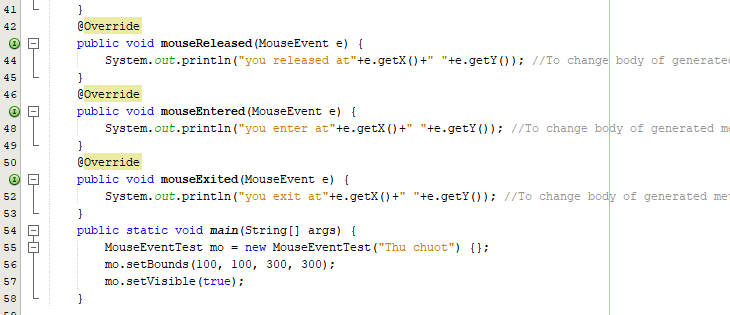 41 }
42 @Override
public void mouseReleased(MouseEvent e) {
44 System.out.println("you released at"+e.getX()+" "+e.getY()); //To change body of generated
45 }
46 @Override
public void mouseEntered(MouseEvent e) {
48 System.out.println("you enter at"+e.getX()+" "+e.getY()); //To change body of generated me
49 }
50 @Override
public void mouseExited(MouseEvent e) {
52 System.out.println("you exit at"+e.getX()+" "+e.getY()); //To change body of generated met
53 }
54 public static void main(String[] args) {
55 MouseEventTest mo = new MouseEventTest("Thu chuot") {};
56 mo.setBounds(100, 100, 300, 300);
57 mo.setVisible(true);
58 }